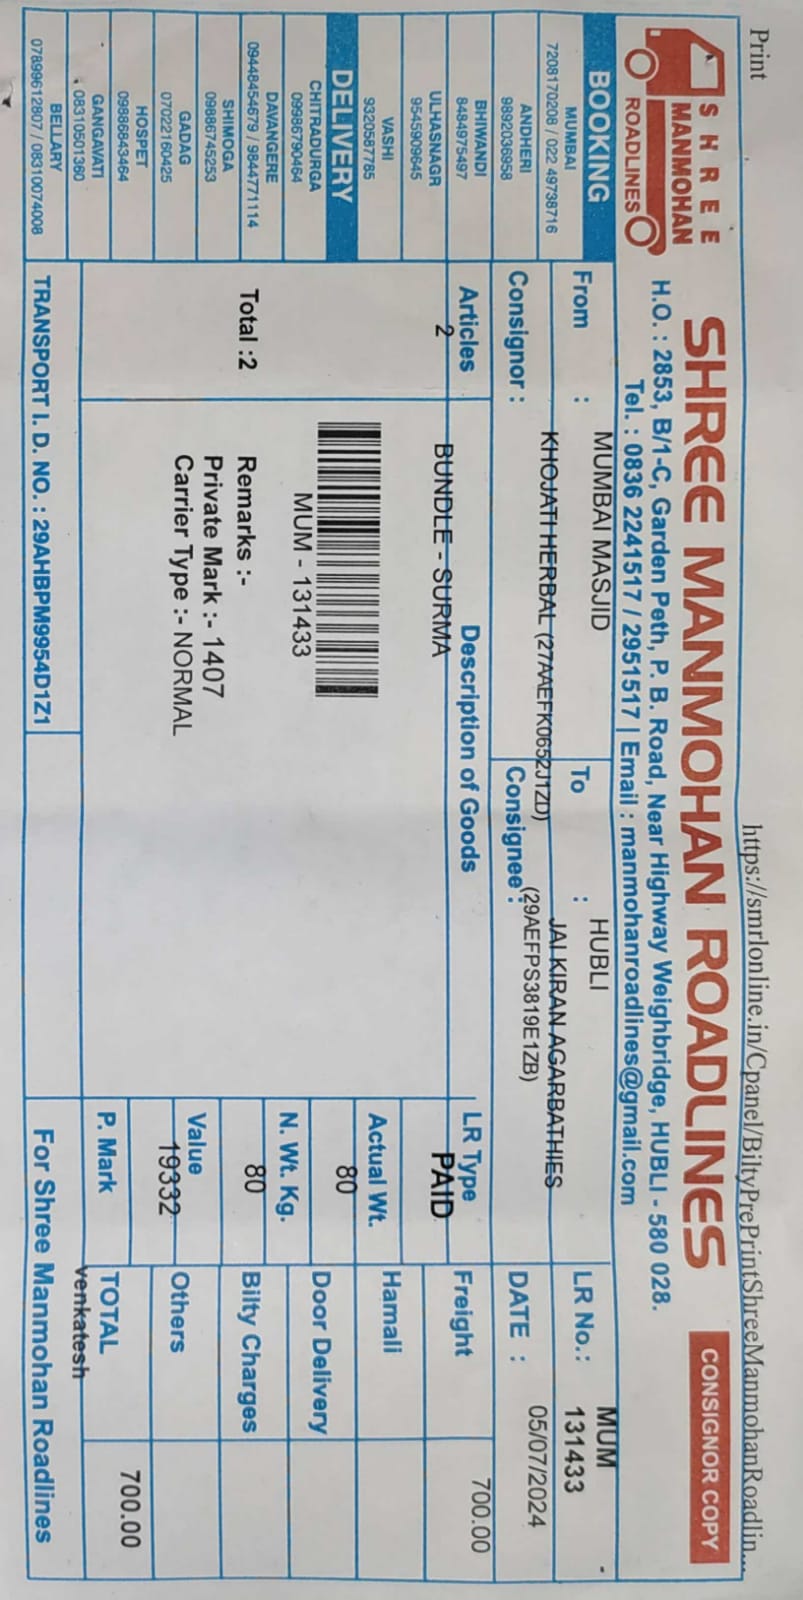 Print
https://smrlonline.in/Cpanel/BiltyPrePrintShreeManmohanRoadlin...
SHREE
MANMOHAN
ROADLINES
SHREE MANMOHAN ROADLINES
CONSIGNOR COPY
H.O. : 2853, B/1-C, Garden Peth, P. B. Road, Near Highway Weighbridge, HUBLI - 580 028.
Tel. : 0836 2241517 / 2951517 | Email : manmohanroadlines@gmail.com
BOOKING
MUMBAI
7208170208 / 022 49738716
ANDHERI
9892036958
BHIWANDI
8484975497
ULHASNAGR
9545909645
VASHI
9320587765
DELIVERY
CHITRADURGA
09986790464
DAVANGERE
09448454679 / 9844771114
SHIMOGA
09886745253
GADAG
07022160425
HOSPET
09886643464
GANGAVATI
08310501360
BELLARY
07899612807 / 08310074008
From : MUMBAI MASJID
To : HUBLI
LR No.: MUM
131433
Consignor : KHOJATI HERBAL (27AAEFK0652J1ZD)
Consignee : JAI KIRAN AGARBATHIES
(29AEFPS3819E1ZB)
DATE : 05/07/2024
Articles
2
Total :2
Description of Goods
BUNDLE - SURMA
MUM - 131433
Remarks :-
Private Mark :- 1407
Carrier Type :- NORMAL
LR Type
PAID
Actual Wt.
80
N. Wt. Kg.
80
Value
19332
P. Mark
Freight 700.00
Hamali
Door Delivery
Bilty Charges
Others
TOTAL 700.00
venkatesh
TRANSPORT I. D. NO. : 29AHBPM9954D1Z1
For Shree Manmohan Roadlines